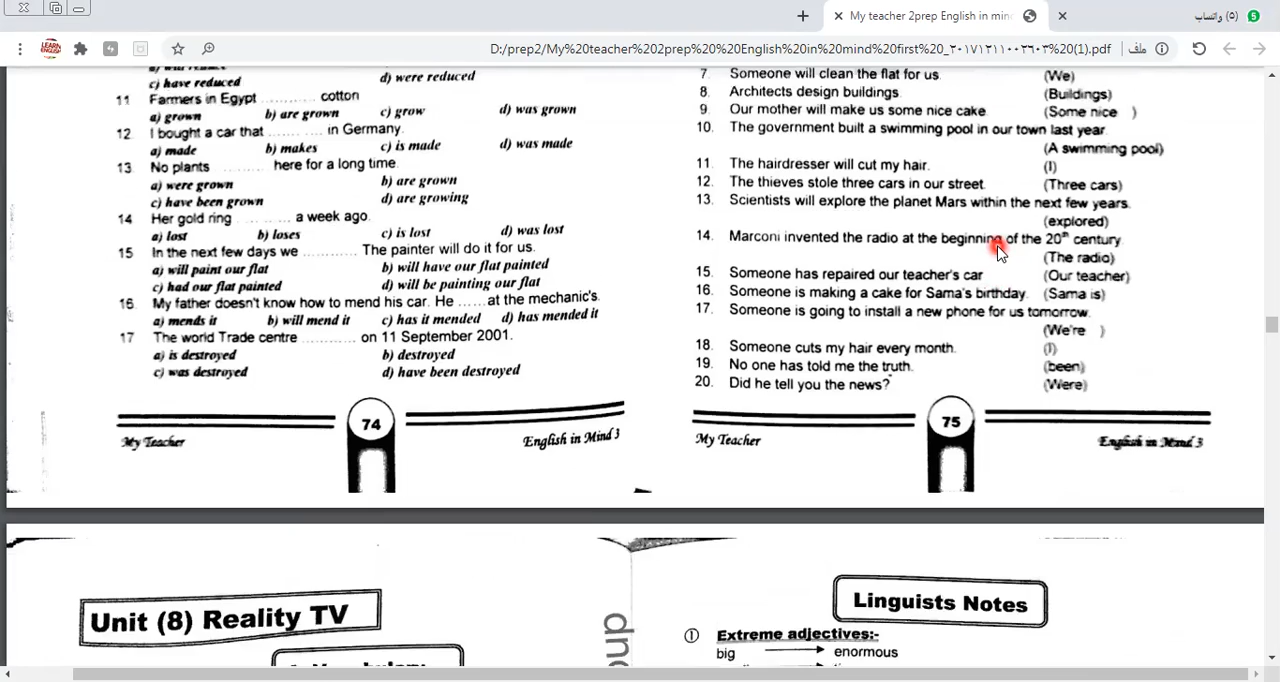 My teacher 2prep English in min
(٥) واتساب
5
D:/prep2/My%20teacher%202prep%20%20English%20in%20mind%20first%20_٢٠١٧١٢١١٠٠٢٦٠٣%20(1).pdf
ملف
c) have reduced d) were reduced
11 Farmers in Egypt ............ cotton
a) grown b) are grown c) grow d) was grown
12. I bought a car that ............ in Germany.
a) made b) makes c) is made d) was made
13. No plants ............ here for a long time.
a) were grown b) are grown
c) have been grown d) are growing
14 Her gold ring ............ a week ago.
a) lost b) loses c) is lost d) was lost
15 In the next few days we ............ The painter will do it for us.
a) will paint our flat b) will have our flat painted
c) had our flat painted d) will be painting our flat
16 My father doesn't know how to mend his car. He ...... at the mechanic's.
a) mends it b) will mend it c) has it mended d) has mended it
17 The world Trade centre ............ on 11 September 2001.
a) is destroyed b) destroyed
c) was destroyed d) have been destroyed
74
My Teacher English in Mind 3
7. Someone will clean the flat for us. (We)
8. Architects design buildings. (Buildings)
9. Our mother will make us some nice cake (Some nice )
10. The government built a swimming pool in our town last year.
(A swimming pool)
11. The hairdresser will cut my hair. (I)
12. The thieves stole three cars in our street. (Three cars)
13. Scientists will explore the planet Mars within the next few years.
(explored)
14. Marconi invented the radio at the beginning of the 20th century.
(The radio)
15. Someone has repaired our teacher's car (Our teacher)
16. Someone is making a cake for Sama's birthday. (Sama is)
17. Someone is going to install a new phone for us tomorrow.
(We're )
18. Someone cuts my hair every month. (I)
19. No one has told me the truth. (been)
20. Did he tell you the news? (Were)
75
My Teacher English in Mind 3
Unit (8) Reality TV
Linguists Notes
① Extreme adjectives:-
big → enormous